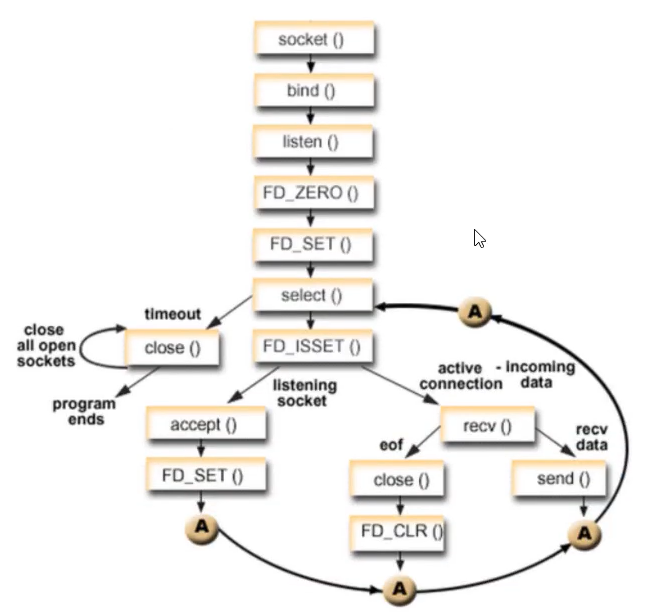 socket ()
bind ()
listen ()
FD_ZERO ()
FD_SET ()
select ()
A
timeout
close
all open
sockets
close ()
program
ends
FD_ISSET ()
listening
socket
active - incoming
connection data
accept ()
FD_SET ()
A
recv ()
eof
recv
data
close ()
FD_CLR ()
A
send ()
A